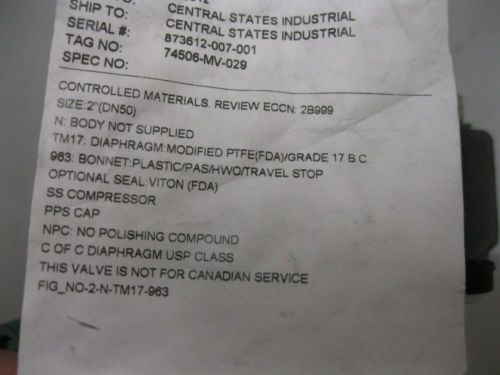 SHIP TO: CENTRAL STATES INDUSTRIAL
SERIAL #: CENTRAL STATES INDUSTRIAL
TAG NO: 873612-007-001
SPEC NO: 74506-MV-029
CONTROLLED MATERIALS. REVIEW ECCN: 2B999
SIZE:2"(DN50)
N: BODY NOT SUPPLIED
TM17: DIAPHRAGM:MODIFIED PTFE(FDA)/GRADE 17 B.C.
963: BONNET:PLASTIC/PAS/HWO/TRAVEL STOP
OPTIONAL SEAL:VITON (FDA)
SS COMPRESSOR
PPS CAP
NPC: NO POLISHING COMPOUND
C OF C DIAPHRAGM USP CLASS
THIS VALVE IS NOT FOR CANADIAN SERVICE
FIG_NO-2-N-TM17-963